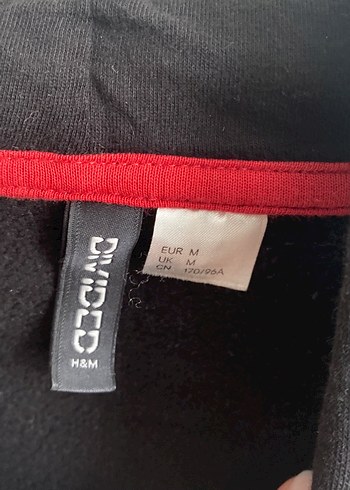 DIVIDED
H&M
EUR M
UK M
CN 170/96A